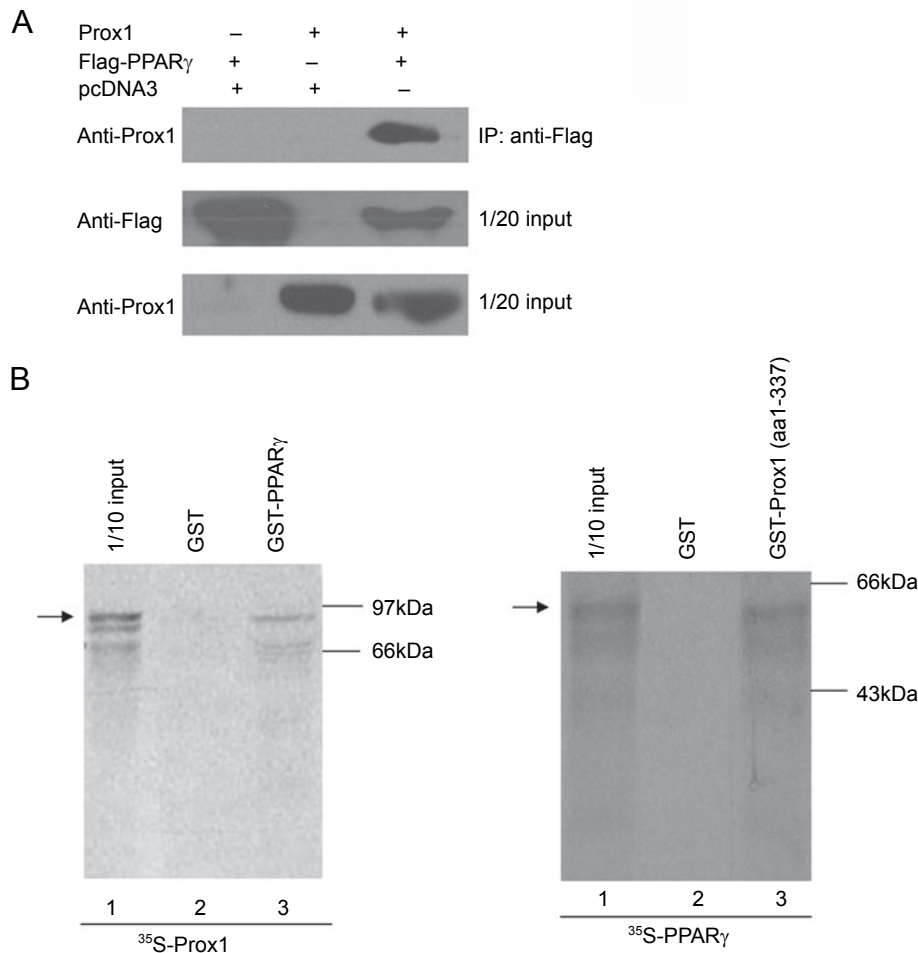 A
Prox1 – + +
Flag-PPARγ + – +
pcDNA3 + + –
Anti-Prox1 IP: anti-Flag
Anti-Flag 1/20 input
Anti-Prox1 1/20 input
B
1/10 input
GST
GST-PPARγ
97kDa
66kDa
1 2 3
³⁵S-Prox1
1/10 input
GST
GST-Prox1 (aa1-337)
66kDa
43kDa
1 2 3
³⁵S-PPARγ